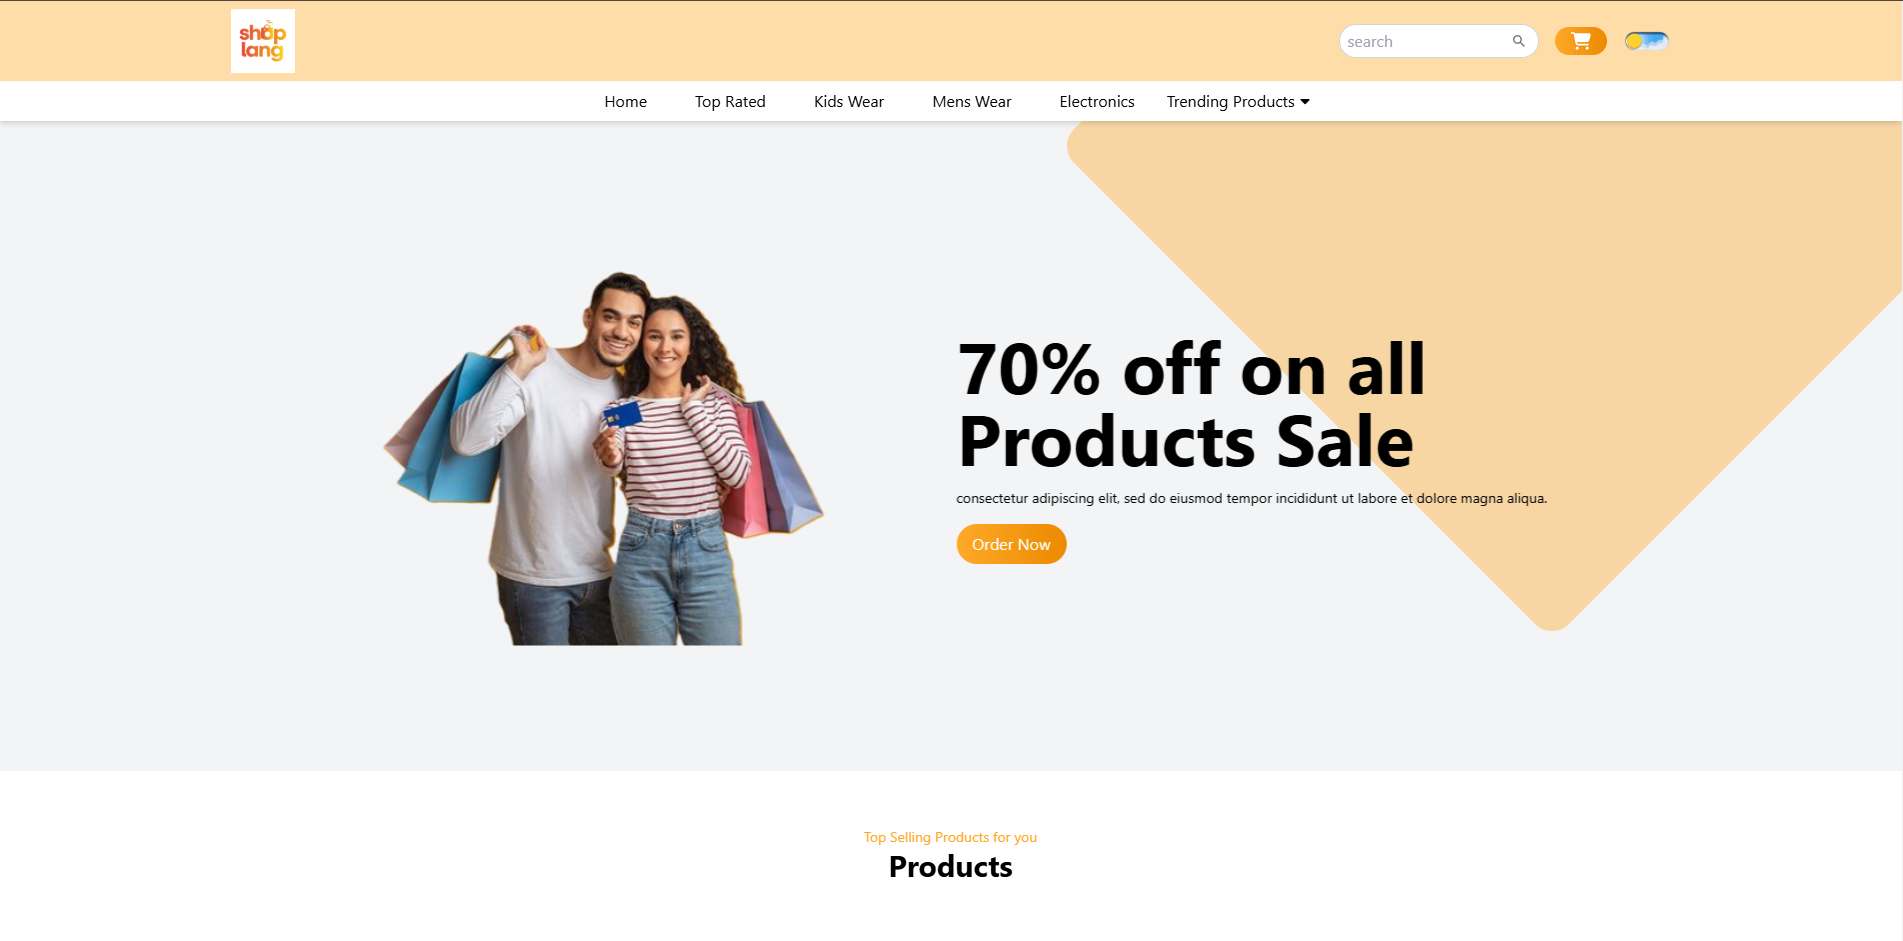 shop
lang
search
Home
Top Rated
Kids Wear
Mens Wear
Electronics
Trending Products
70% off on all
Products Sale
consectetur adipiscing elit, sed do eiusmod tempor incididunt ut labore et dolore magna aliqua.
Order Now
Top Selling Products for you
Products